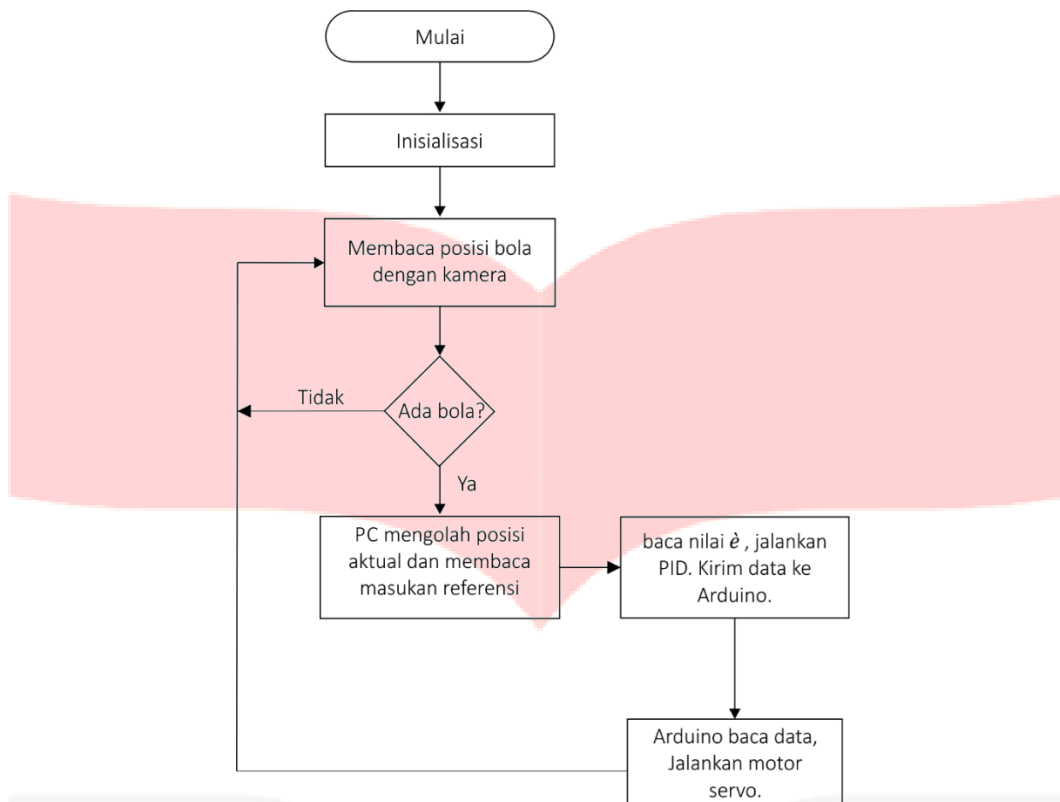 Mulai
Inisialisasi
Membaca posisi bola
dengan kamera
Tidak
Ada bola?
Ya
PC mengolah posisi
aktual dan membaca
masukan referensi
baca nilai è , jalankan
PID. Kirim data ke
Arduino.
Arduino baca data,
Jalankan motor
servo.